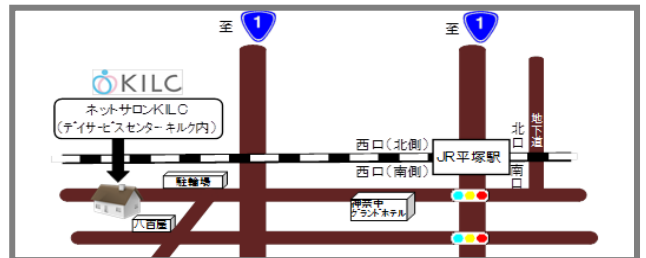 至 1
至 1
KILC
ネットサロンKILC
(デイサービスセンターキルク内)
西口(北側)
JR平塚駅
北口
地下道
西口(南側)
南口
駐輪場
神奈中
グランドホテル
八百屋